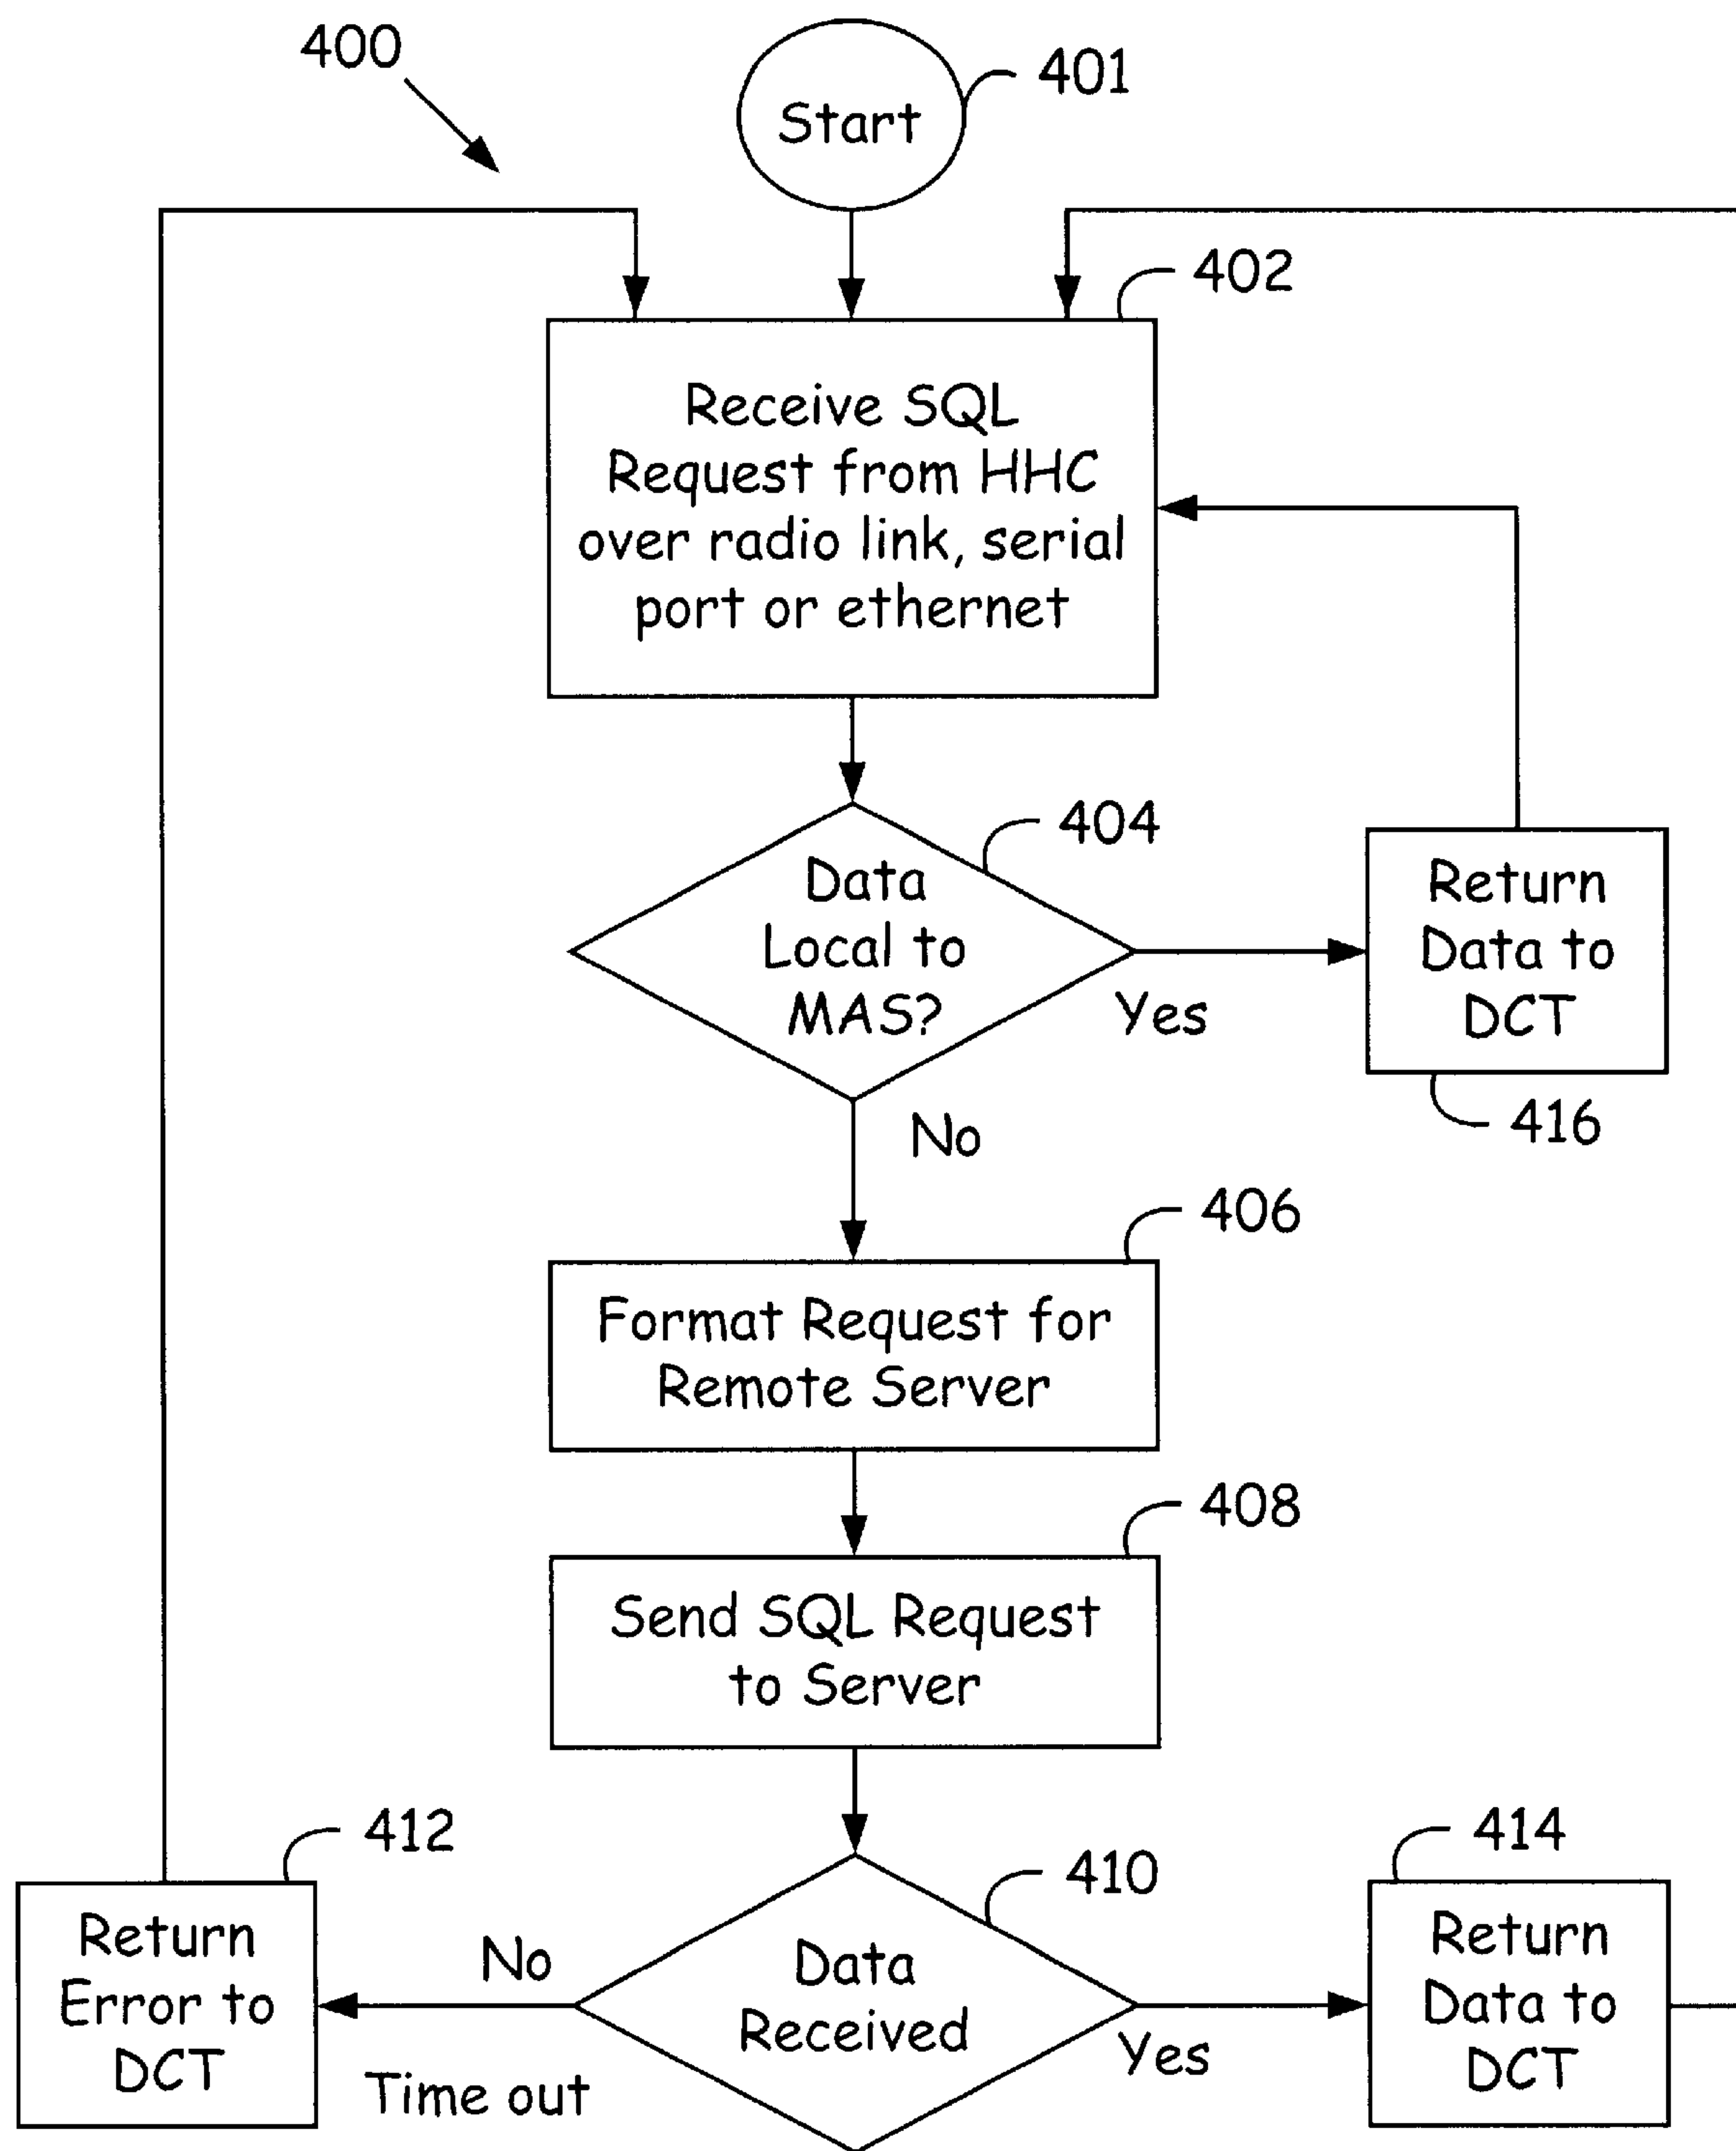 400
401
Start
402
Receive SQL
Request from HHC
over radio link, serial
port or ethernet
404
Data
Local to
MAS?
Yes
Return
Data to
DCT
416
No
406
Format Request for
Remote Server
408
Send SQL Request
to Server
412
410
414
Return
Error to
DCT
No
Time out
Data
Received
Yes
Return
Data to
DCT